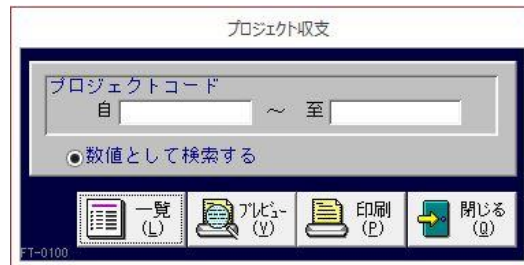 プロジェクト収支
プロジェクトコード
自 ～ 至
数値として検索する
一覧
(L)
プレビュー
(V)
印刷
(P)
閉じる
(Q)
FT-0100